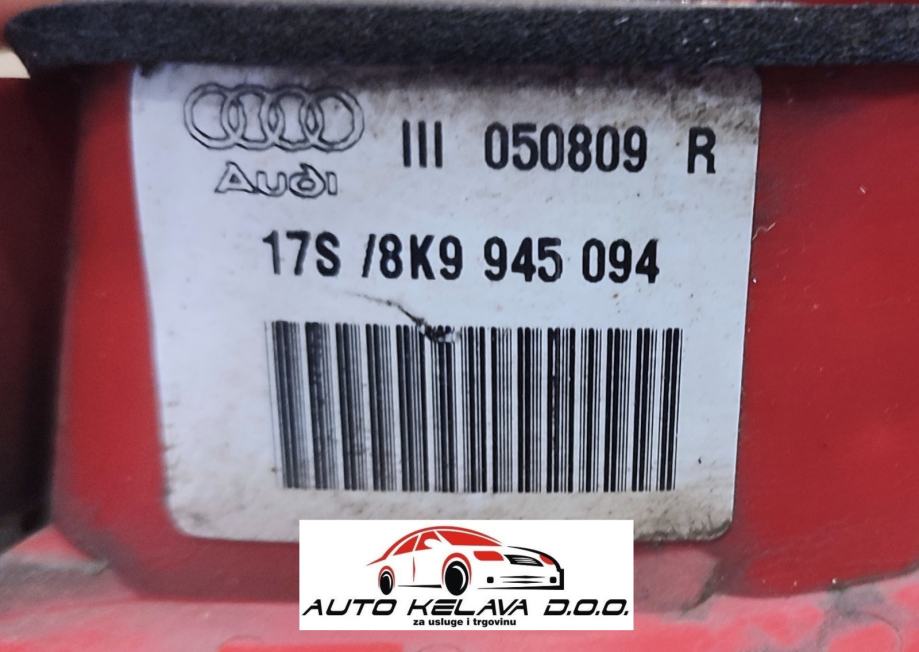 Audi
III 050809 R
17S /8K9 945 094
AUTO KELAVA D.O.O.
za usluge i trgovinu